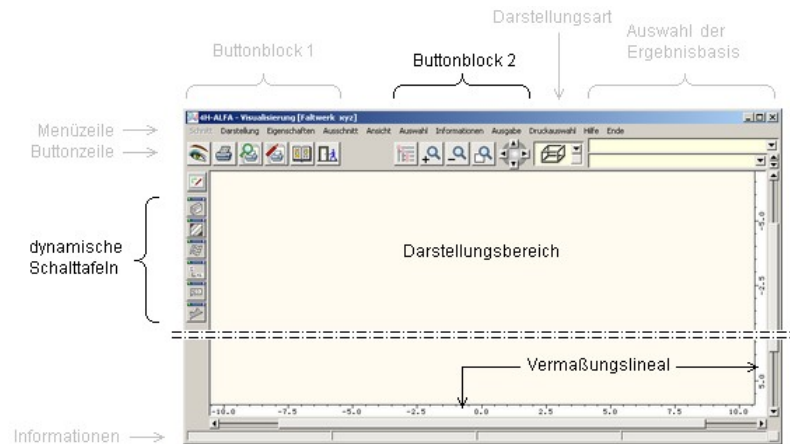 Darstellungsart
Auswahl der
Ergebnisbasis
Buttonblock 1
Buttonblock 2
4H-ALFA - Visualisierung [Faltwerk xyz]
Menüzeile
Schnitt Darstellung Eigenschaften Ausschnitt Ansicht Auswahl Informationen Ausgabe Druckauswahl Hilfe Ende
Buttonzeile
dynamische
Schalttafeln
Darstellungsbereich
-5.0
-2.5
Vermaßungslineal
5.0
-10.0 -7.5 -5.0 -2.5 0.0 2.5 5.0 7.5 10.0
Informationen